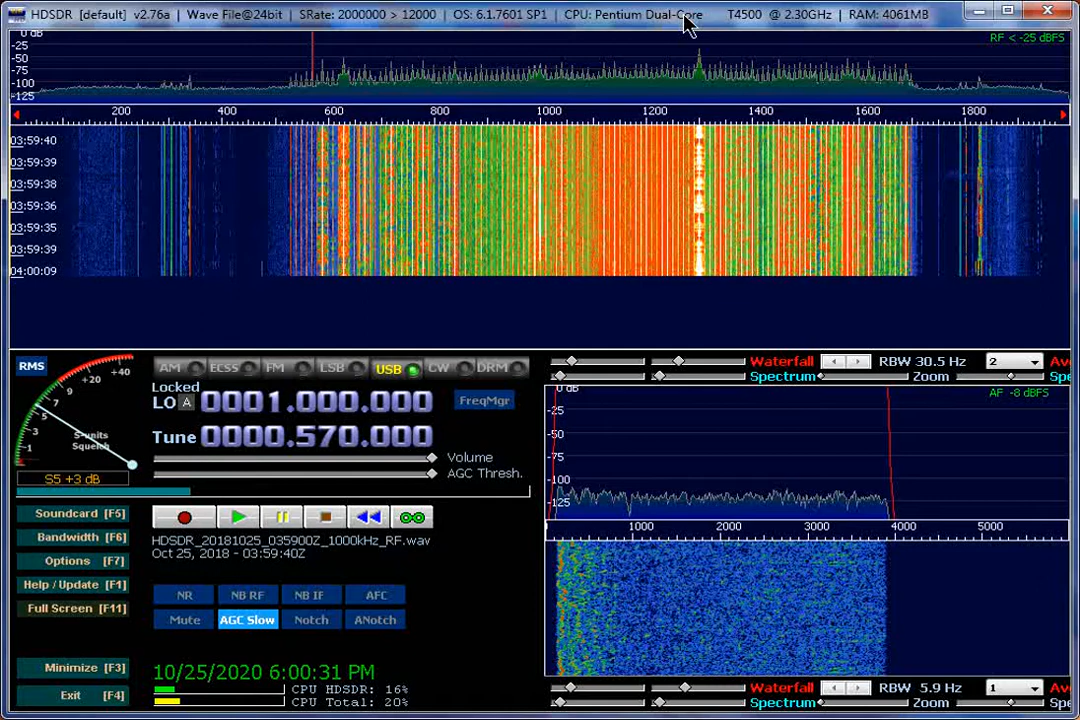 HDSDR [default] v2.76a | Wave File@24bit | SRate: 2000000 > 12000 | OS: 6.1.7601 SP1 | CPU: Pentium Dual-Core T4500 @ 2.30GHz | RAM: 4061MB
0 dB
RF < -25 dBFS
-25
-50
-75
-100
-125
200 400 600 800 1000 1200 1400 1600 1800
03:59:40
03:59:39
03:59:38
03:59:36
03:59:35
03:59:39
04:00:09
RMS
+40
+20
9
7
5
3
1
S-units
Squelch
S5 +3 dB
AM ECSS FM LSB USB CW DRM
Locked
LO A 0001.000.000 FreqMgr
Tune 0000.570.000
Volume
AGC Thresh.
Waterfall RBW 30.5 Hz 2 Ave
Spectrum Zoom Spe
0 dB
AF -8 dBFS
-25
-50
-75
-100
-125
1000 2000 3000 4000 5000
Soundcard [F5]
Bandwidth [F6]
Options [F7]
Help / Update [F1]
Full Screen [F11]
Minimize [F3]
Exit [F4]
HDSDR_20181025_035900Z_1000kHz_RF.wav
Oct 25, 2018 - 03:59:40Z
NR NB RF NB IF AFC
Mute AGC Slow Notch ANotch
10/25/2020 6:00:31 PM
CPU HDSDR: 16%
CPU Total: 20%
Waterfall RBW 5.9 Hz 1 Ave
Spectrum Zoom Spe